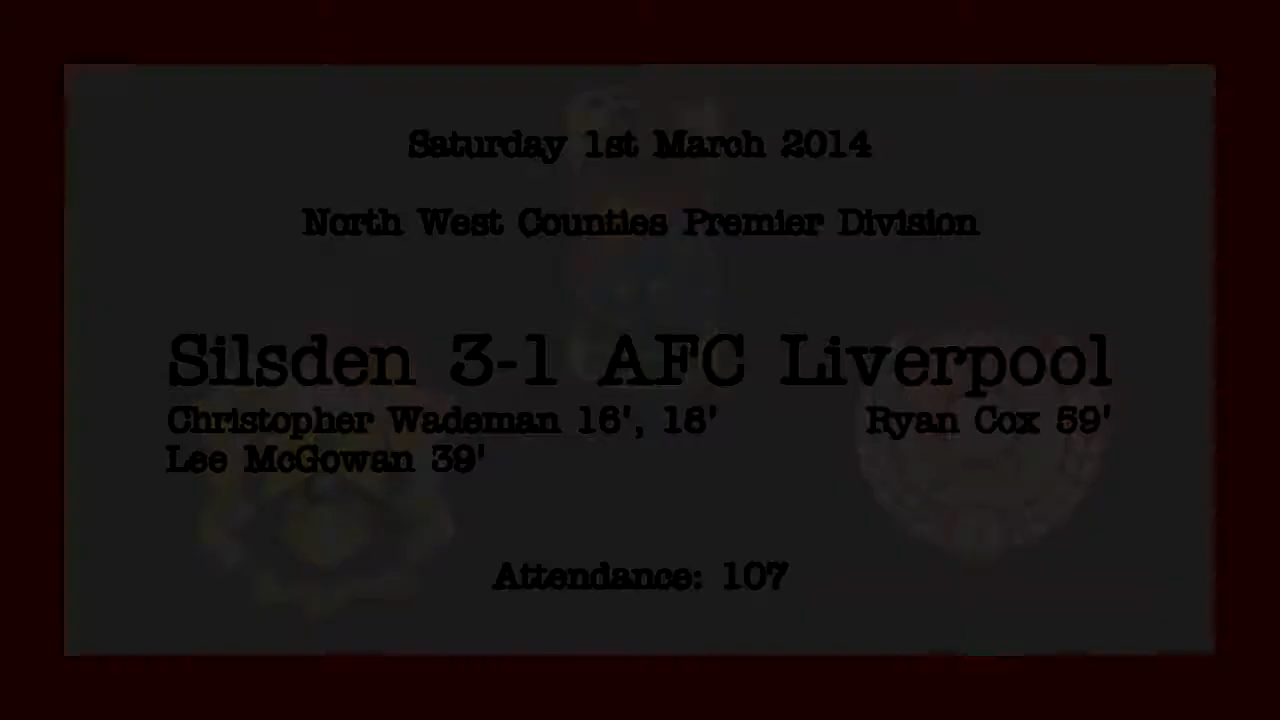 Saturday 1st March 2014
North West Counties Premier Division
Silsden 3-1 AFC Liverpool
Christopher Wademan 16', 18' Ryan Cox 59'
Lee McGowan 39'
Attendance: 107